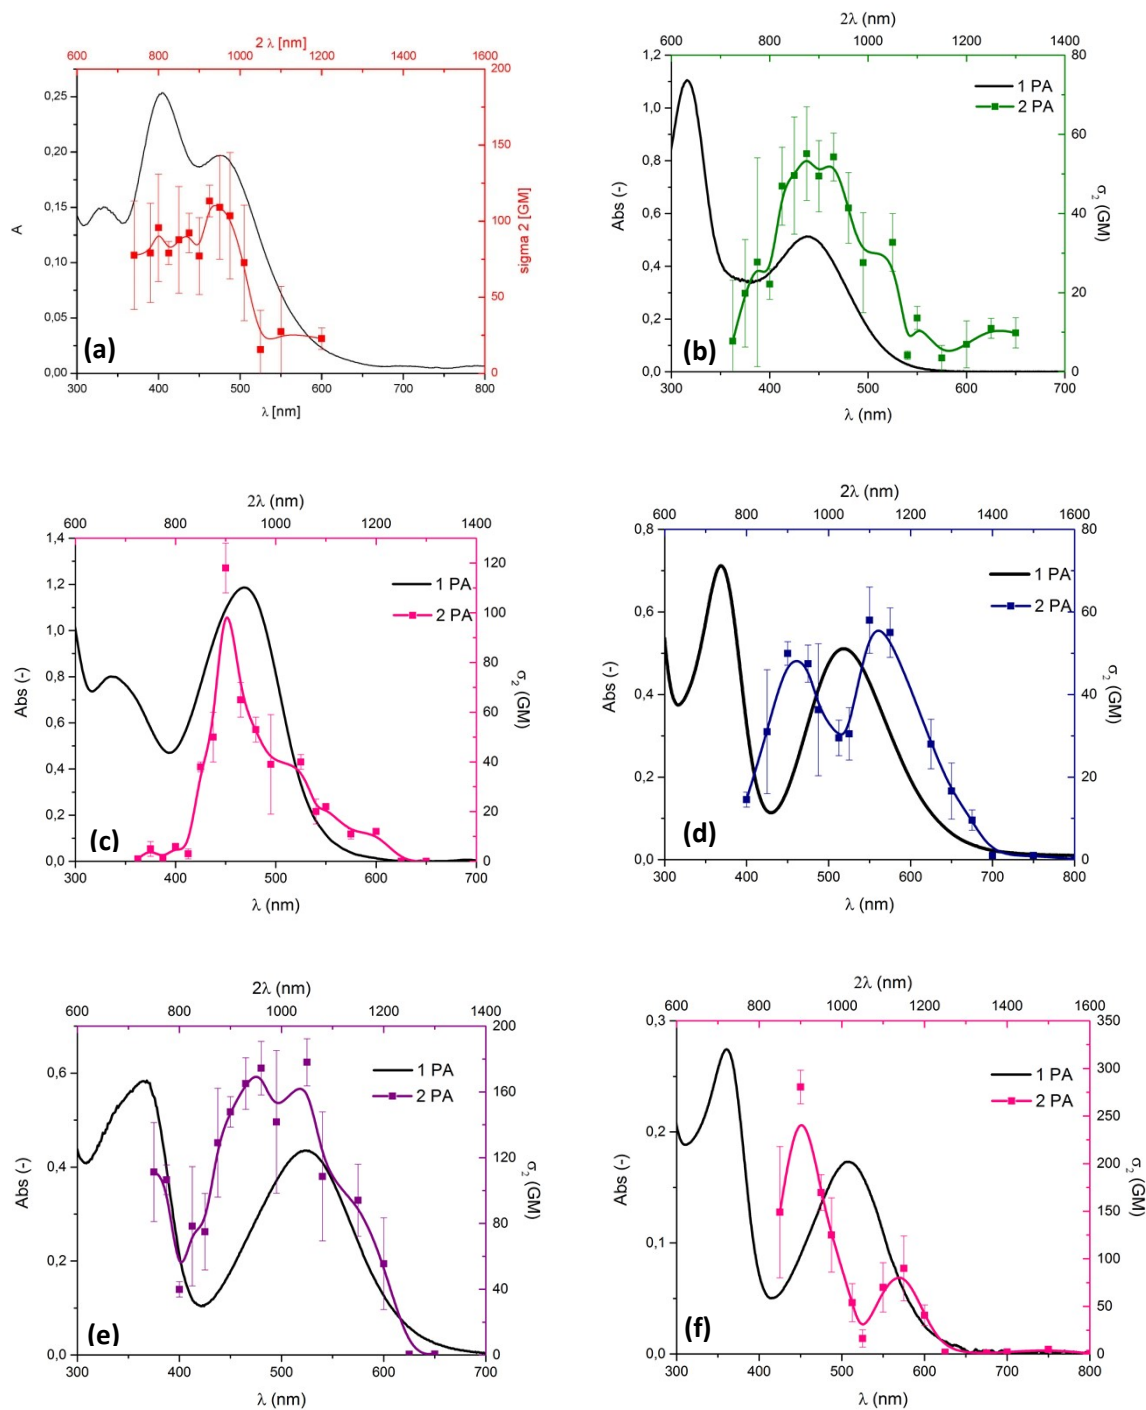 2 λ [nm]
600 800 1000 1200 1400 1600
0,25
0,20
0,15
0,10
0,05
0,00
A
200
150
100
50
0
sigma 2 [GM]
(a)
300 400 500 600 700 800
λ [nm]
2λ (nm)
600 800 1000 1200 1400
1,2
1,0
0,8
0,6
0,4
0,2
0,0
Abs (-)
1 PA
2 PA
80
60
40
20
0
σ2 (GM)
(b)
300 400 500 600 700
λ (nm)
2λ (nm)
600 800 1000 1200 1400
1,4
1,2
1,0
0,8
0,6
0,4
0,2
0,0
Abs (-)
1 PA
2 PA
120
100
80
60
40
20
0
σ2 (GM)
(c)
300 400 500 600 700
λ (nm)
2λ (nm)
600 800 1000 1200 1400 1600
0,8
0,6
0,4
0,2
0,0
Abs (-)
1 PA
2 PA
80
60
40
20
0
σ2 (GM)
(d)
300 400 500 600 700 800
λ (nm)
2λ (nm)
600 800 1000 1200 1400
0,6
0,4
0,2
0,0
Abs (-)
1 PA
2 PA
200
160
120
80
40
0
σ2 (GM)
(e)
300 400 500 600 700
λ (nm)
2λ (nm)
600 800 1000 1200 1400 1600
0,3
0,2
0,1
0,0
Abs (-)
1 PA
2 PA
350
300
250
200
150
100
50
0
σ2 (GM)
(f)
300 400 500 600 700 800
λ (nm)